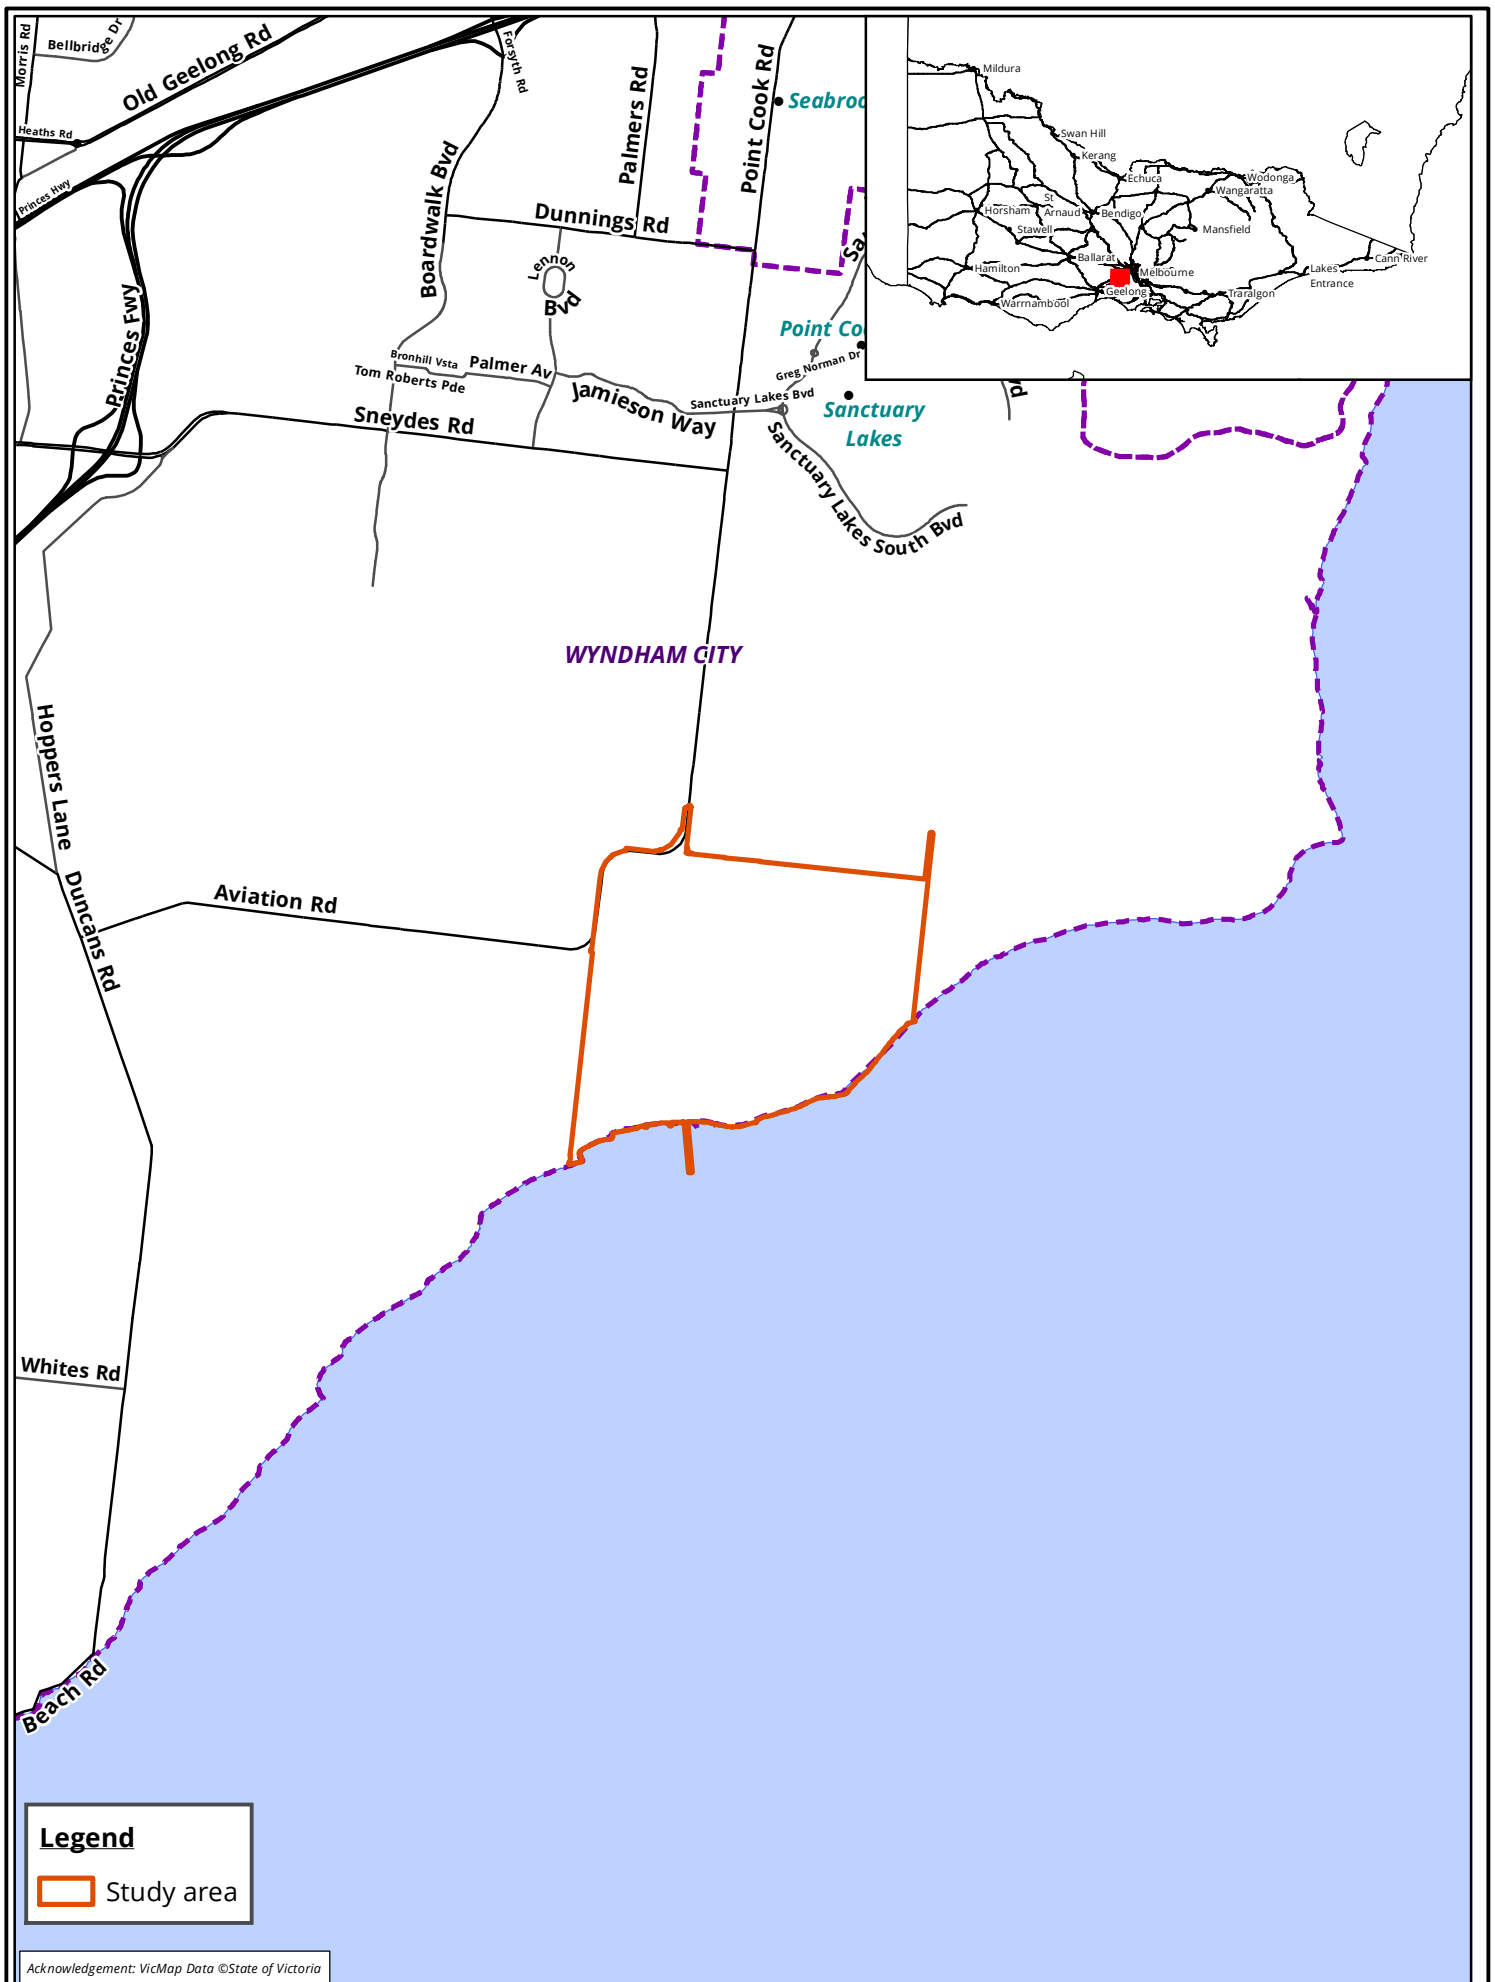 Morris Rd
Bellbridge Dr
Old Geelong Rd
Forsyth Rd
Heaths Rd
Princes Hwy
Palmers Rd
Point Cook Rd
Boardwalk Bvd
Dunnings Rd
Lennon
Bvd
Princes Fwy
Bronhill Vsta
Palmer Av
Tom Roberts Pde
Jamieson Way
Sneydes Rd
Greg Norman Dr
Sanctuary Lakes Bvd
Sanctuary
Lakes
Sanctuary Lakes South Bvd
WYNDHAM CITY
Hoppers Lane
Duncans Rd
Aviation Rd
Whites Rd
Beach Rd
Mildura
Swan Hill
Kerang
Echuca
Wodonga
Wangaratta
St
Arnaud
Horsham
Bendigo
Stawell
Mansfield
Ballarat
Cann River
Hamilton
Melbourne
Lakes
Entrance
Geelong
Traralgon
Warrnambool
Legend
Study area
Acknowledgement: VicMap Data ©State of Victoria